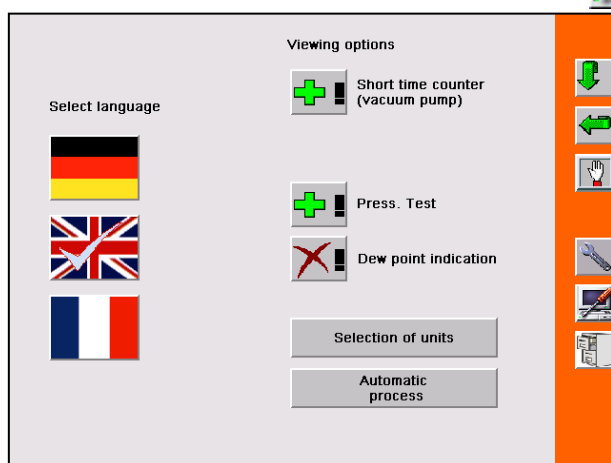 Viewing options
Short time counter
(vacuum pump)
Select language
Press. Test
Dew point indication
Selection of units
Automatic
process